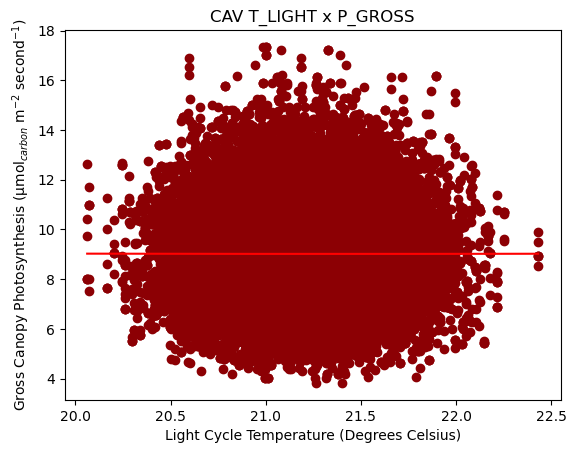 CAV T_LIGHT x P_GROSS
Gross Canopy Photosynthesis (μmol_carbon m⁻² second⁻¹)
16
14
12
10
8
6
4
20.0 20.5 21.0 21.5 22.0 22.5
Light Cycle Temperature (Degrees Celsius)
18